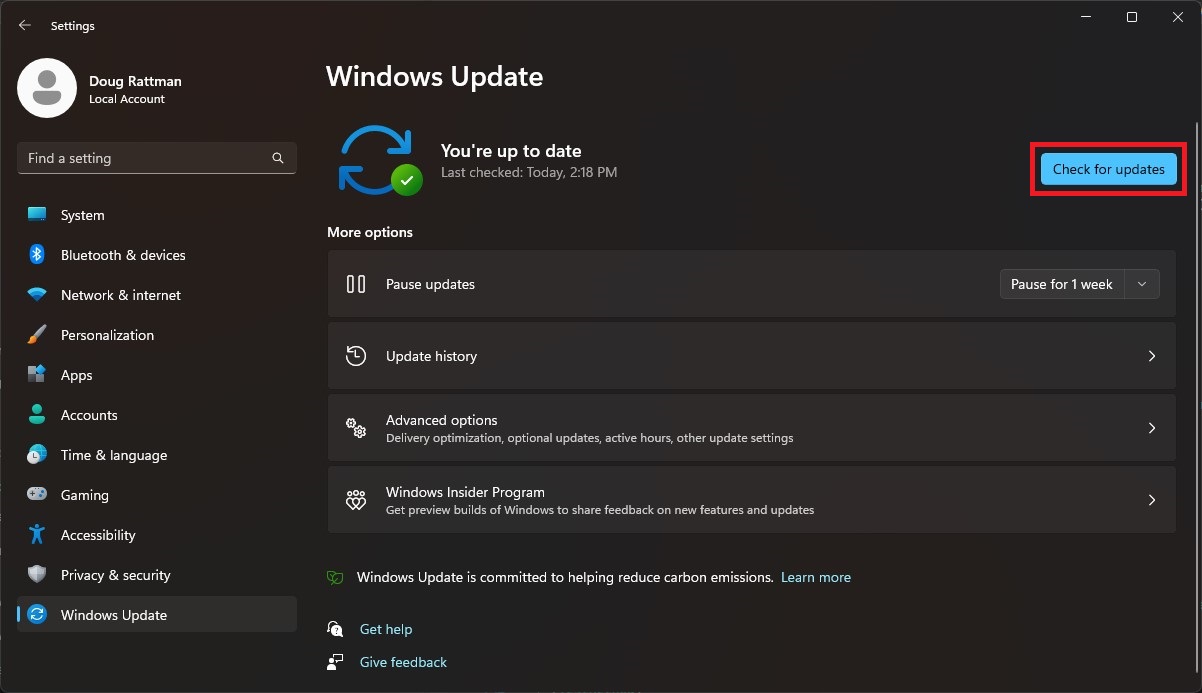 Settings
Doug Rattman
Local Account
Find a setting
System
Bluetooth & devices
Network & internet
Personalization
Apps
Accounts
Time & language
Gaming
Accessibility
Privacy & security
Windows Update
Windows Update
You're up to date
Last checked: Today, 2:18 PM
Check for updates
More options
Pause updates
Pause for 1 week
Update history
Advanced options
Delivery optimization, optional updates, active hours, other update settings
Windows Insider Program
Get preview builds of Windows to share feedback on new features and updates
Windows Update is committed to helping reduce carbon emissions. Learn more
Get help
Give feedback